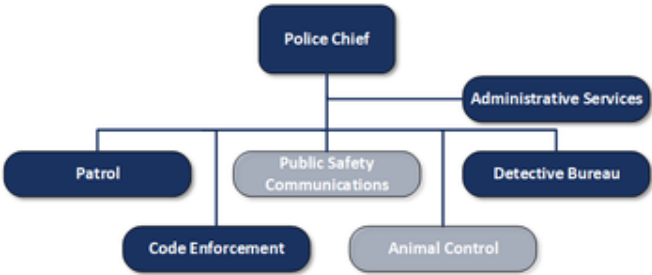 Police Chief
Administrative Services
Patrol
Public Safety
Communications
Detective Bureau
Code Enforcement
Animal Control